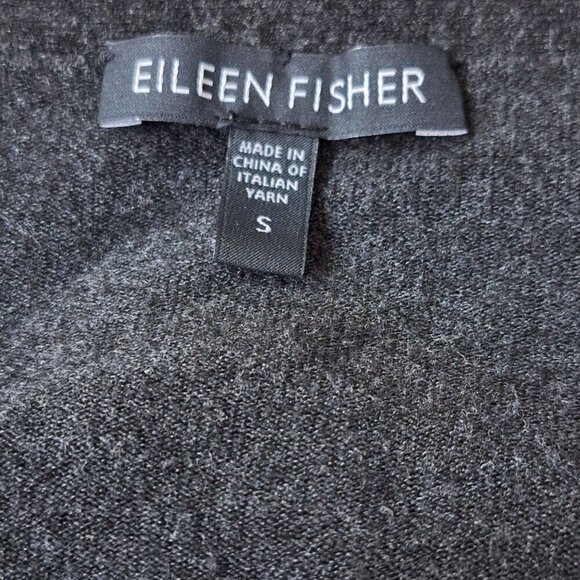 EILEEN FISHER
MADE IN
CHINA OF
ITALIAN
YARN
S